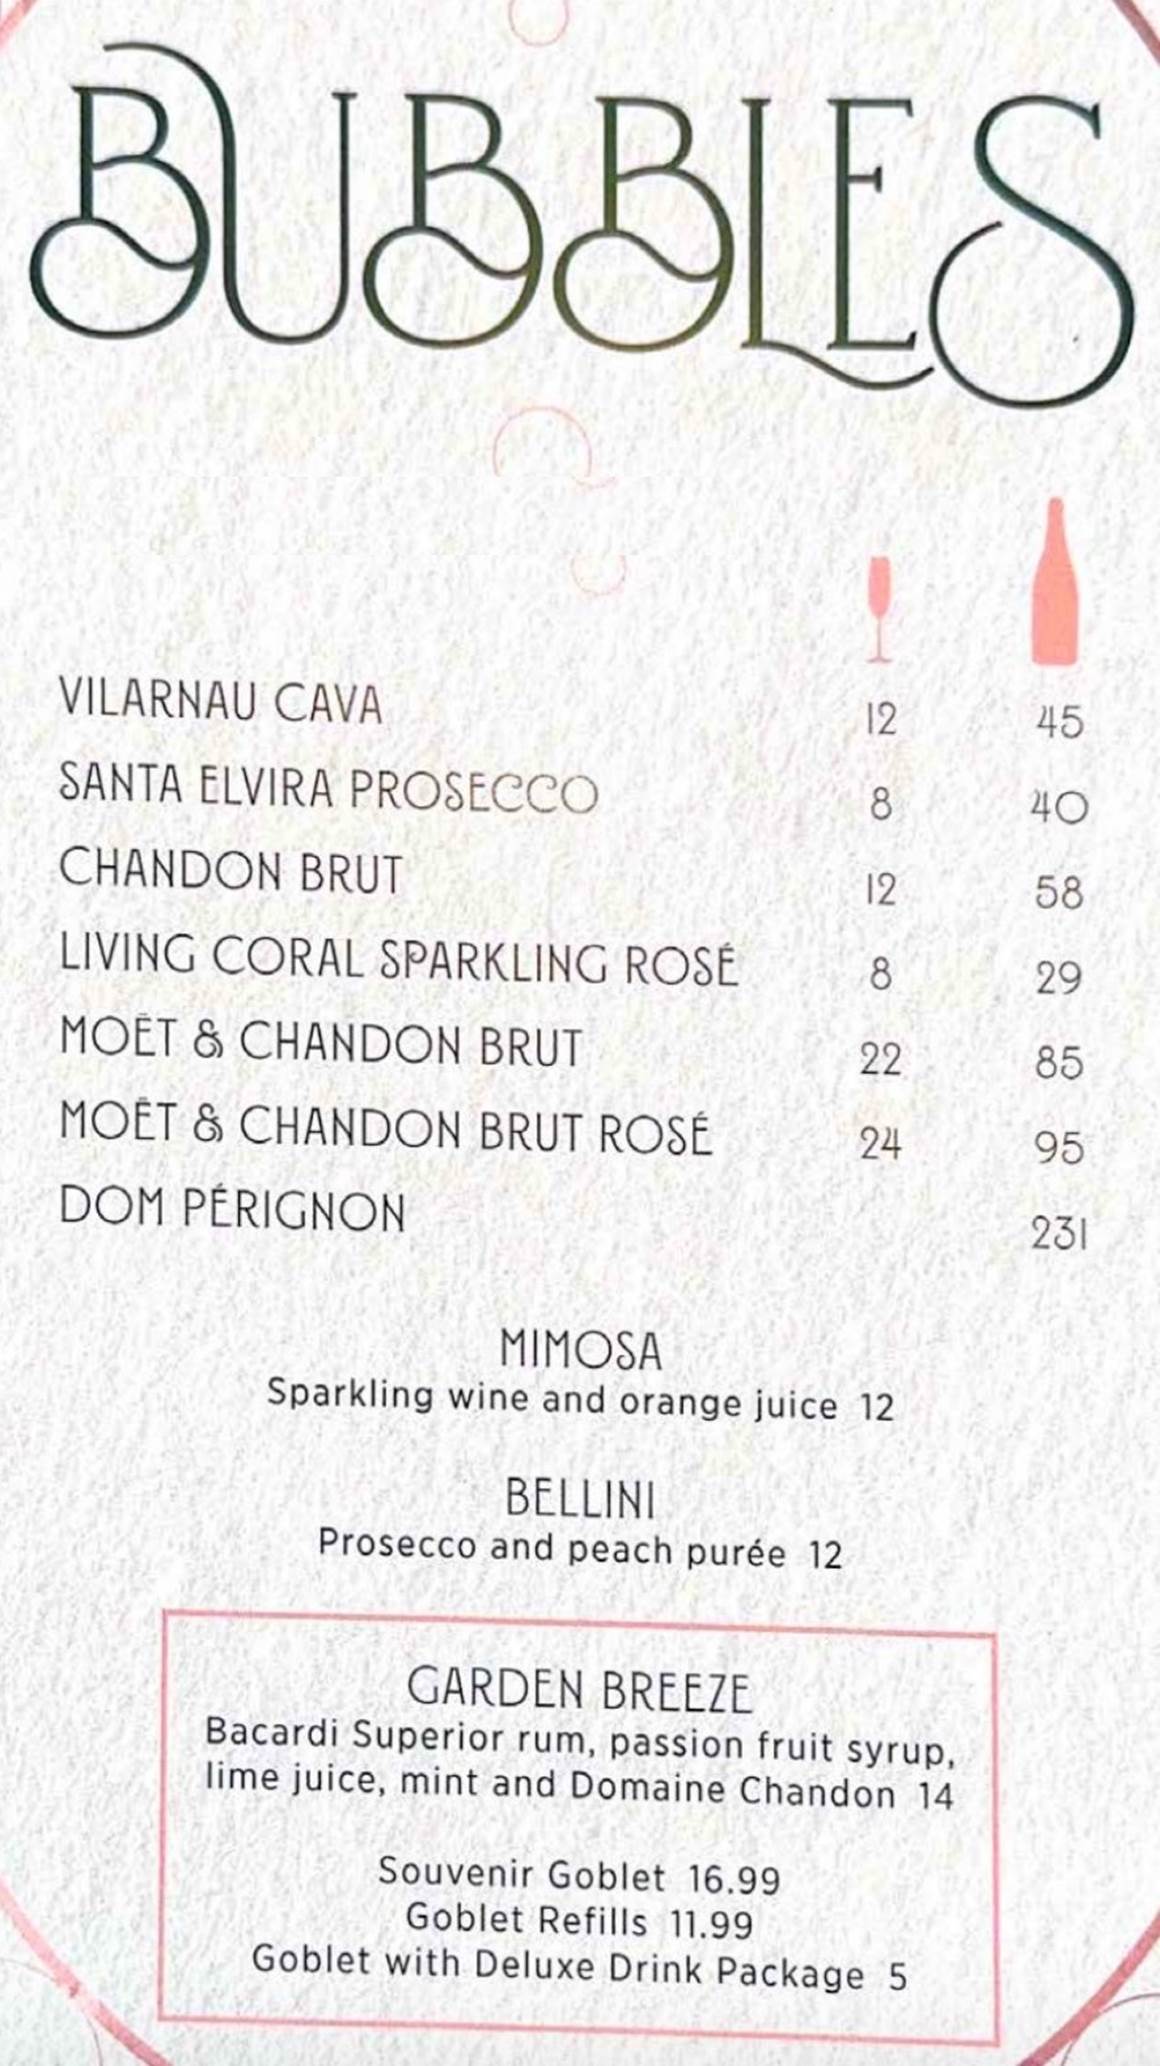 BUBBLES
VILARNAU CAVA 12 45
SANTA ELVIRA PROSECCO 8 40
CHANDON BRUT 12 58
LIVING CORAL SPARKLING ROSÉ 8 29
MOËT & CHANDON BRUT 22 85
MOËT & CHANDON BRUT ROSÉ 24 95
DOM PÉRIGNON 231
MIMOSA
Sparkling wine and orange juice 12
BELLINI
Prosecco and peach purée 12
GARDEN BREEZE
Bacardi Superior rum, passion fruit syrup,
lime juice, mint and Domaine Chandon 14
Souvenir Goblet 16.99
Goblet Refills 11.99
Goblet with Deluxe Drink Package 5